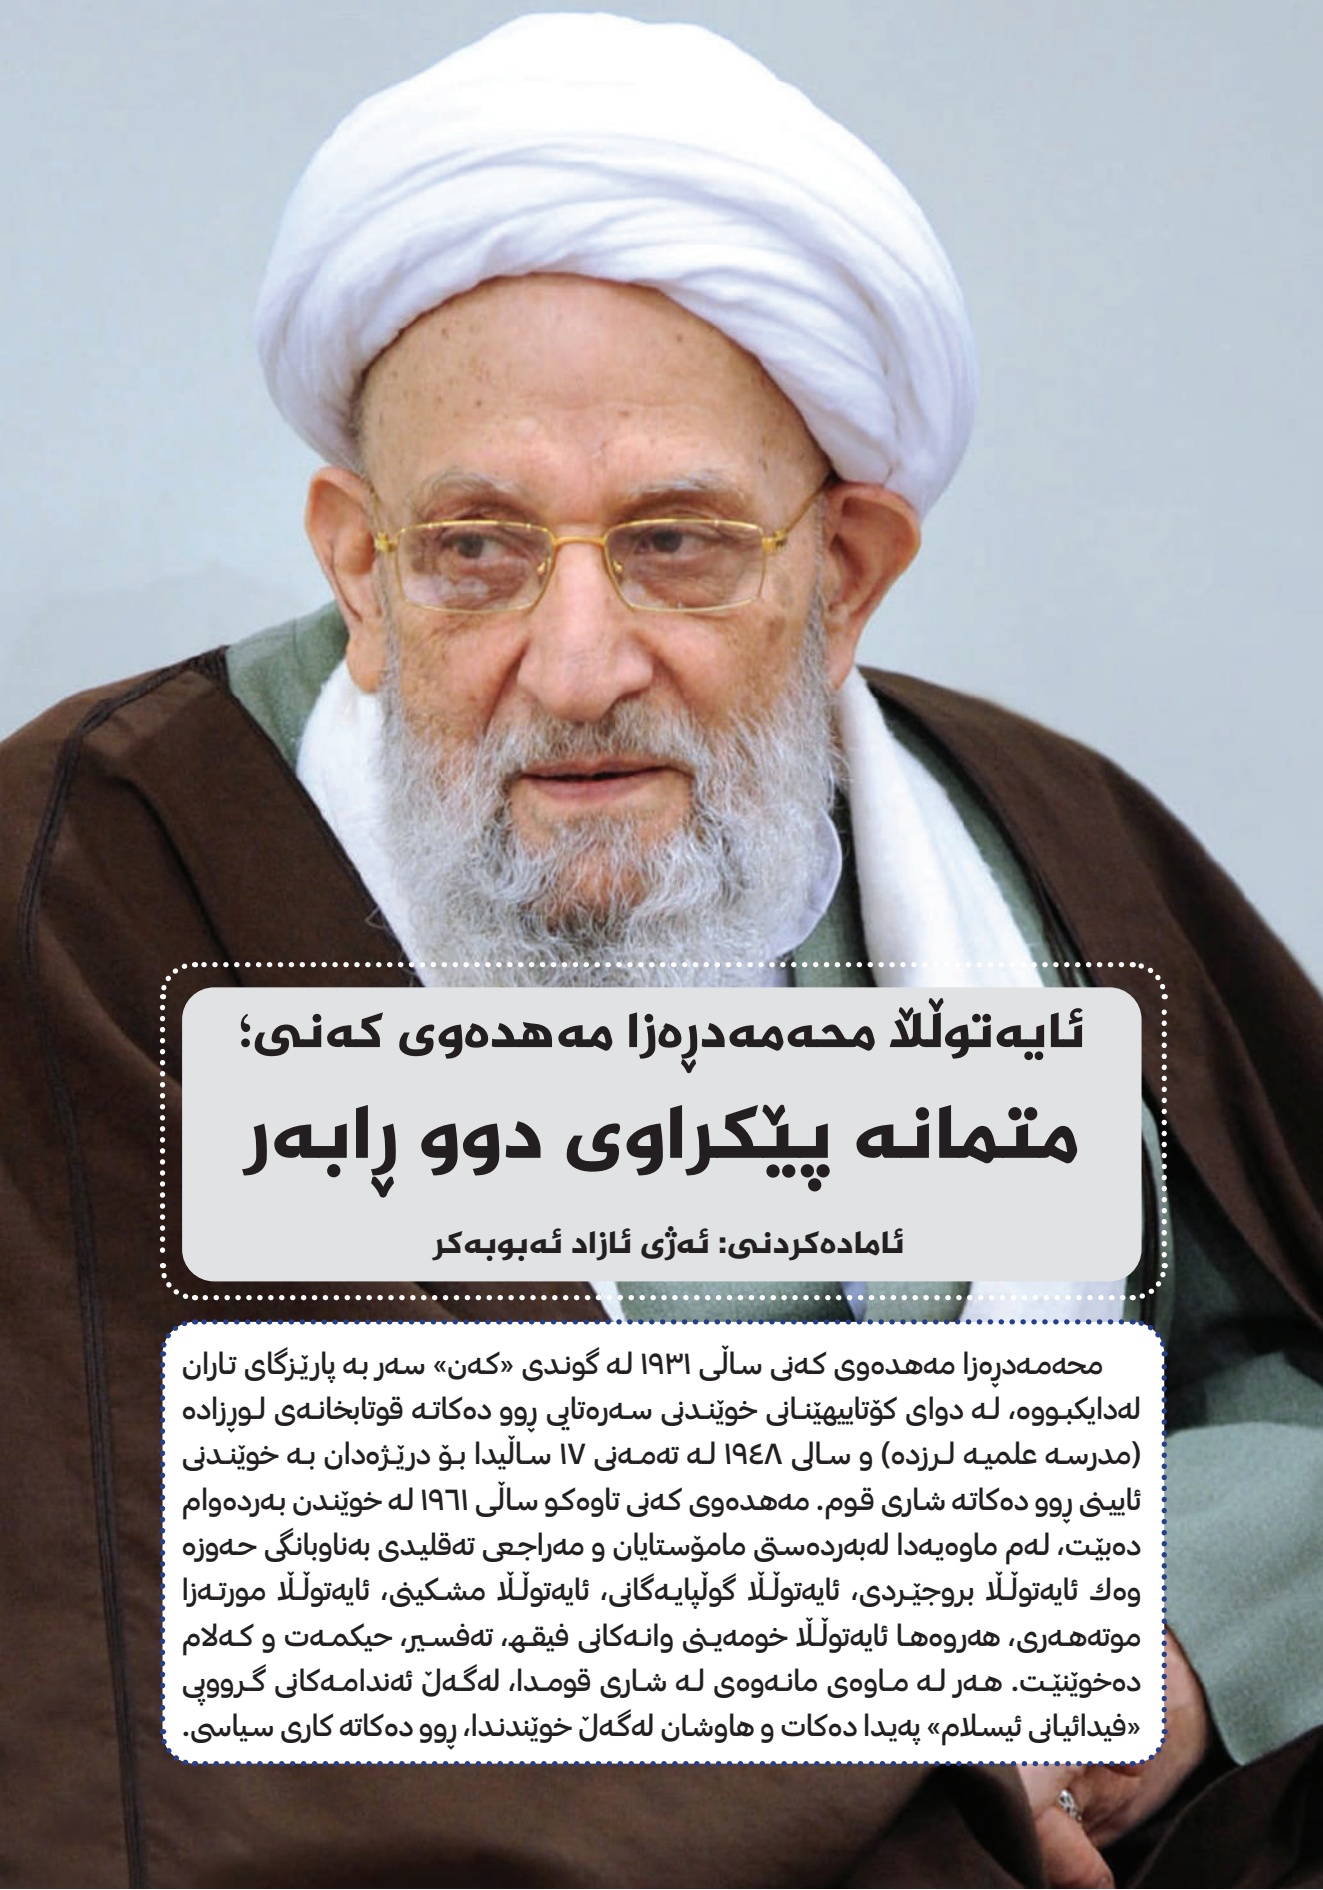 ئایەتوڵڵا محەمەدڕەزا مەهدەوی کەنی؛
متمانە پێکراوی دوو ڕابەر
ئامادەکردنی: ئەژی ئازاد ئەبوبەکر
محەمەدڕەزا مەهدەوی کەنی ساڵی ١٩٣١ لە گوندی «کەن» سەر بە پارێزگای تاران
لەدایکبووە، لە دوای کۆتاییهێنانی خوێندنی سەرەتایی ڕوو دەکاتە قوتابخانەی لورزادە
(مدرسە علمیە لرزدە) و سالی ١٩٤٨ لە تەمەنی ١٧ ساڵیدا بۆ درێژەدان بە خوێندنی
ئایینی ڕوو دەکاتە شاری قوم. مەهدەوی کەنی تاوەکو ساڵی ١٩٦١ لە خوێندن بەردەوام
دەبێت، لەم ماوەیەدا لەبەردەستی مامۆستایان و مەراجعی تەقلیدی بەناوبانگی حەوزە
وەك ئایەتوڵڵا بروجێردی، ئایەتوڵڵا گوڵپایەگانی، ئایەتوڵڵا مشکینی، ئایەتوڵڵا مورتەزا
موتەهەری، هەروەها ئایەتوڵڵا خومەینی وانەکانی فیقه، تەفسیر، حیکمەت و کەلام
دەخوێنێت. هەر لە ماوەی مانەوەی لە شاری قومدا، لەگەڵ ئەندامەکانی گرووپی
«فیدائیانی ئیسلام» پەیدا دەکات و هاوشان لەگەڵ خوێندندا، ڕوو دەکاتە کاری سیاسی.